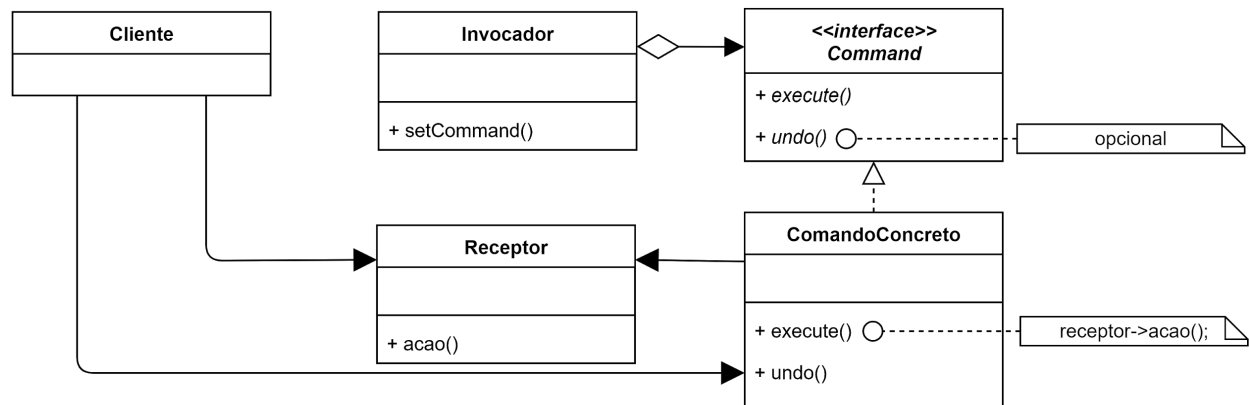 Cliente
Invocador
+ setCommand()
<<interface>>
Command
+ execute()
+ undo()
opcional
Receptor
+ acao()
ComandoConcreto
+ execute()
receptor->acao();
+ undo()